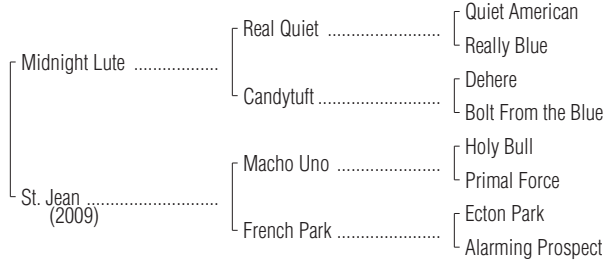 Quiet American
Real Quiet ......................
Really Blue
Midnight Lute ................
Dehere
Candytuft ........................
Bolt From the Blue
Holy Bull
Macho Uno .....................
Primal Force
St. Jean .........................
(2009)
Ecton Park
French Park .....................
Alarming Prospect